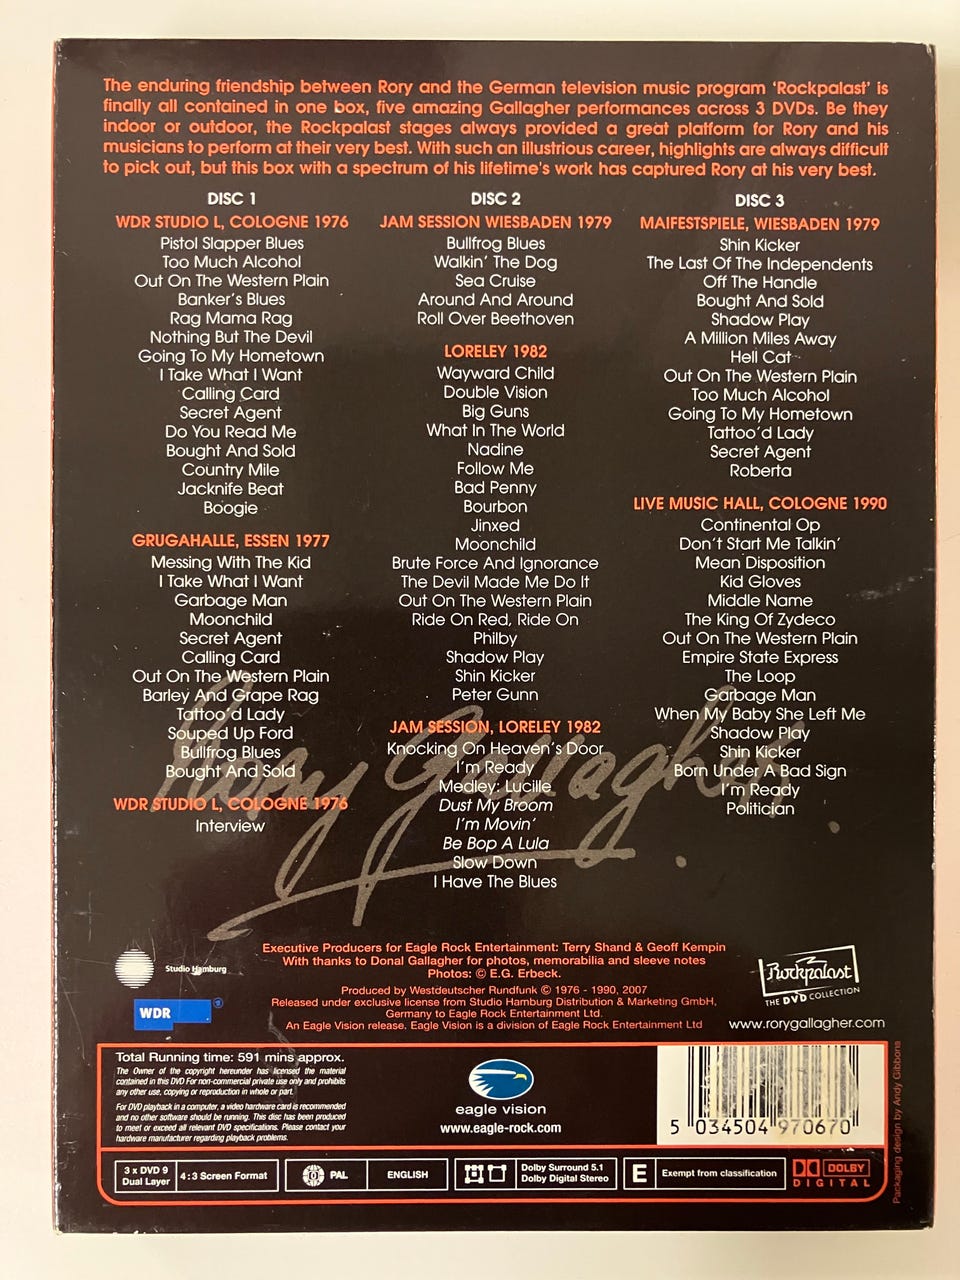 The enduring friendship between Rory and the German television music program 'Rockpalast' is
finally all contained in one box, five amazing Gallagher performances across 3 DVDs. Be they
indoor or outdoor, the Rockpalast stages always provided a great platform for Rory and his
musicians to perform at their very best. With such an illustrious career, highlights are always difficult
to pick out, but this box with a spectrum of his lifetime's work has captured Rory at his very best.
DISC 1
WDR STUDIO L, COLOGNE 1976
Pistol Slapper Blues
Too Much Alcohol
Out On The Western Plain
Banker's Blues
Rag Mama Rag
Nothing But The Devil
Going To My Hometown
I Take What I Want
Calling Card
Secret Agent
Do You Read Me
Bought And Sold
Country Mile
Jacknife Beat
Boogie
GRUGAHALLE, ESSEN 1977
Messing With The Kid
I Take What I Want
Garbage Man
Moonchild
Secret Agent
Calling Card
Out On The Western Plain
Barley And Grape Rag
Tattoo'd Lady
Souped Up Ford
Bullfrog Blues
Bought And Sold
WDR STUDIO L, COLOGNE 1976
Interview
DISC 2
JAM SESSION WIESBADEN 1979
Bullfrog Blues
Walkin' The Dog
Sea Cruise
Around And Around
Roll Over Beethoven
LORELEY 1982
Wayward Child
Double Vision
Big Guns
What In The World
Nadine
Follow Me
Bad Penny
Bourbon
Jinxed
Moonchild
Brute Force And Ignorance
The Devil Made Me Do It
Out On The Western Plain
Ride On Red, Ride On
Philby
Shadow Play
Shin Kicker
Peter Gunn
JAM SESSION, LORELEY 1982
Knocking On Heaven's Door
I'm Ready
Medley: Lucille
Dust My Broom
I'm Movin'
Be Bop A Lula
Slow Down
I Have The Blues
DISC 3
MAIFESTSPIELE, WIESBADEN 1979
Shin Kicker
The Last Of The Independents
Off The Handle
Bought And Sold
Shadow Play
A Million Miles Away
Hell Cat
Out On The Western Plain
Too Much Alcohol
Going To My Hometown
Tattoo'd Lady
Secret Agent
Roberta
LIVE MUSIC HALL, COLOGNE 1990
Continental Op
Don't Start Me Talkin'
Mean Disposition
Kid Gloves
Middle Name
The King Of Zydeco
Out On The Western Plain
Empire State Express
The Loop
Garbage Man
When My Baby She Left Me
Shadow Play
Shin Kicker
Born Under A Bad Sign
I'm Ready
Politician
Rory Gallagher
Studio Hamburg
WDR
Executive Producers for Eagle Rock Entertainment: Terry Shand & Geoff Kempin
With thanks to Donal Gallagher for photos, memorabilia and sleeve notes
Photos: © E.G. Erbeck.
Produced by Westdeutscher Rundfunk © 1976 - 1990, 2007
Released under exclusive license from Studio Hamburg Distribution & Marketing GmbH,
Germany to Eagle Rock Entertainment Ltd.
An Eagle Vision release. Eagle Vision is a division of Eagle Rock Entertainment Ltd
Rockpalast
THE DVD COLLECTION
www.rorygallagher.com
Total Running time: 591 mins approx.
The Owner of the copyright hereunder has licensed the material
contained in this DVD For non-commercial private use only and prohibits
any other use, copying or reproduction in whole or part.
For DVD playback in a computer, a video hardware card is recommended
and no other software should be running. This disc has been produced
to meet or exceed all relevant DVD specifications. Please contact your
hardware manufacturer regarding playback problems.
eagle vision
www.eagle-rock.com
5 034504 970670
Packaging design by Andy Gibbons
3 x DVD 9
Dual Layer
4:3 Screen Format
0
PAL
ENGLISH
Dolby Surround 5.1
Dolby Digital Stereo
E
Exempt from classification
DOLBY
DIGITAL